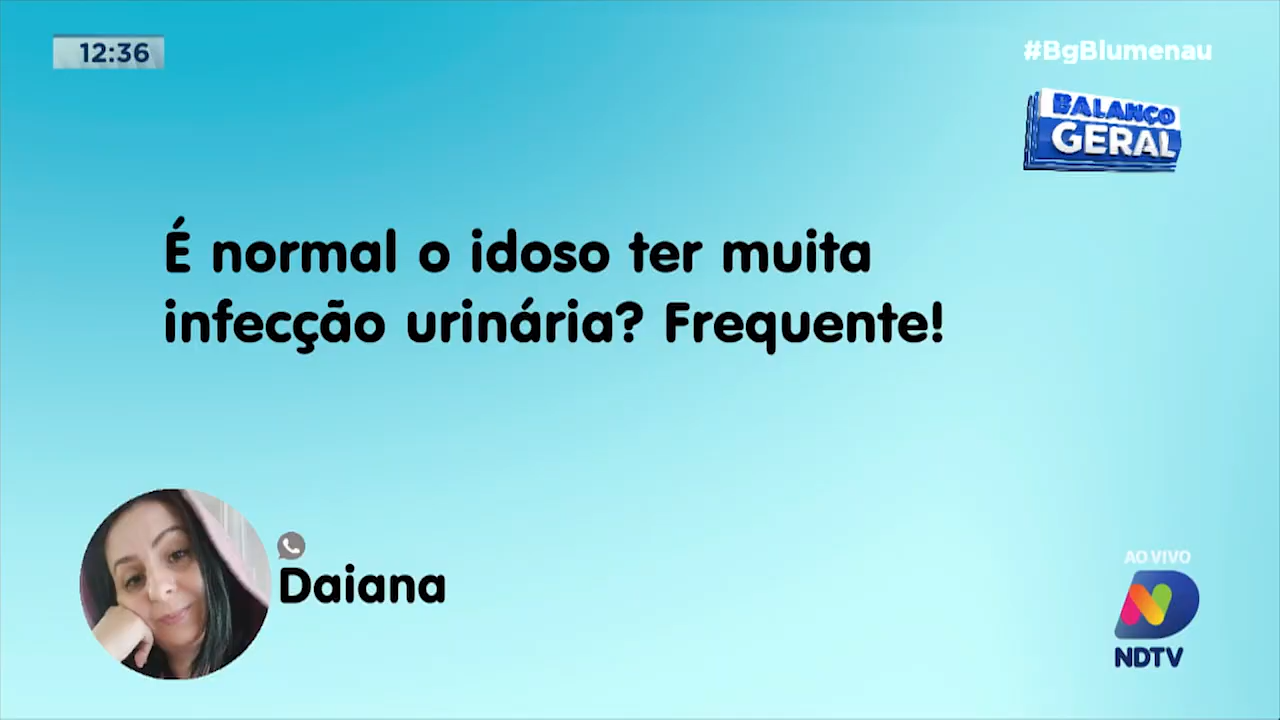 12:36
#BgBlumenau
BALANÇO
GERAL
É normal o idoso ter muita
infecção urinária? Frequente!
Daiana
AO VIVO
NDTV